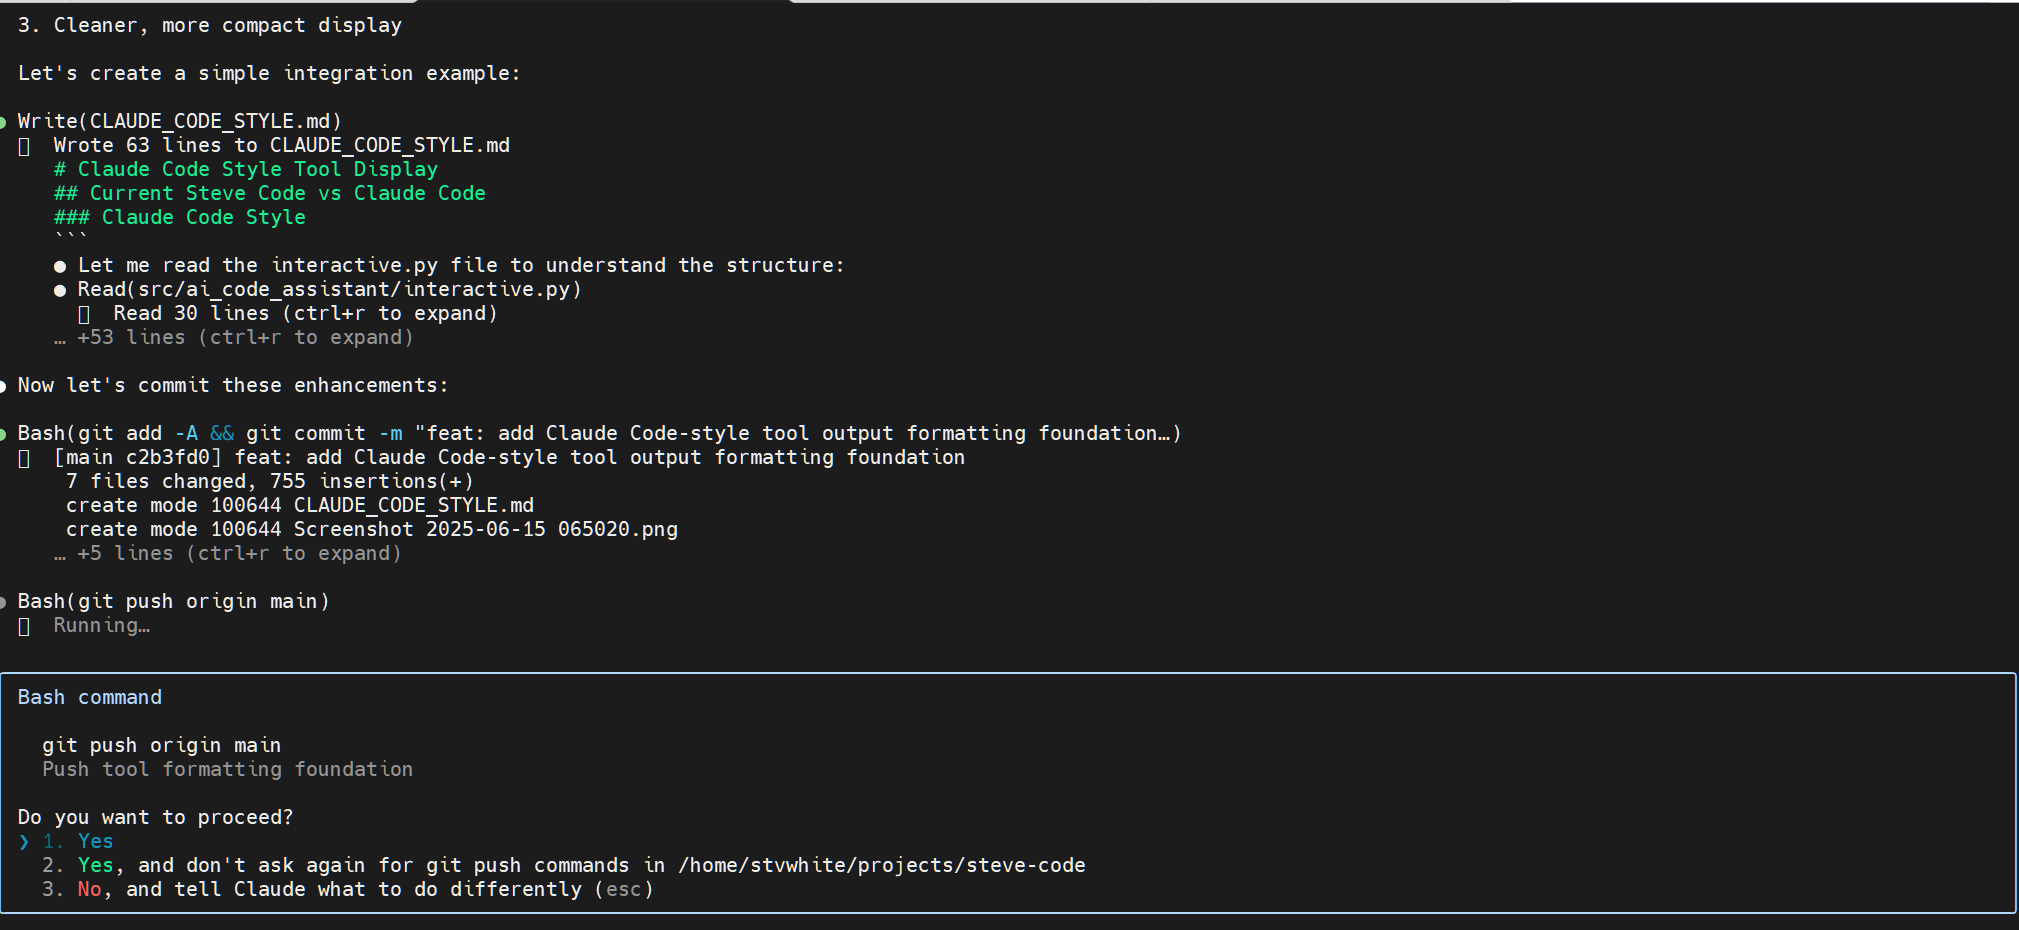 3. Cleaner, more compact display
Let's create a simple integration example:
● Write(CLAUDE_CODE_STYLE.md)
Wrote 63 lines to CLAUDE_CODE_STYLE.md
# Claude Code Style Tool Display
## Current Steve Code vs Claude Code
### Claude Code Style
```
● Let me read the interactive.py file to understand the structure:
● Read(src/ai_code_assistant/interactive.py)
Read 30 lines (ctrl+r to expand)
… +53 lines (ctrl+r to expand)
● Now let's commit these enhancements:
● Bash(git add -A && git commit -m "feat: add Claude Code-style tool output formatting foundation…)
[main c2b3fd0] feat: add Claude Code-style tool output formatting foundation
7 files changed, 755 insertions(+)
create mode 100644 CLAUDE_CODE_STYLE.md
create mode 100644 Screenshot 2025-06-15 065020.png
… +5 lines (ctrl+r to expand)
● Bash(git push origin main)
Running…
Bash command
git push origin main
Push tool formatting foundation
Do you want to proceed?
❯ 1. Yes
2. Yes, and don't ask again for git push commands in /home/stvwhite/projects/steve-code
3. No, and tell Claude what to do differently (esc)